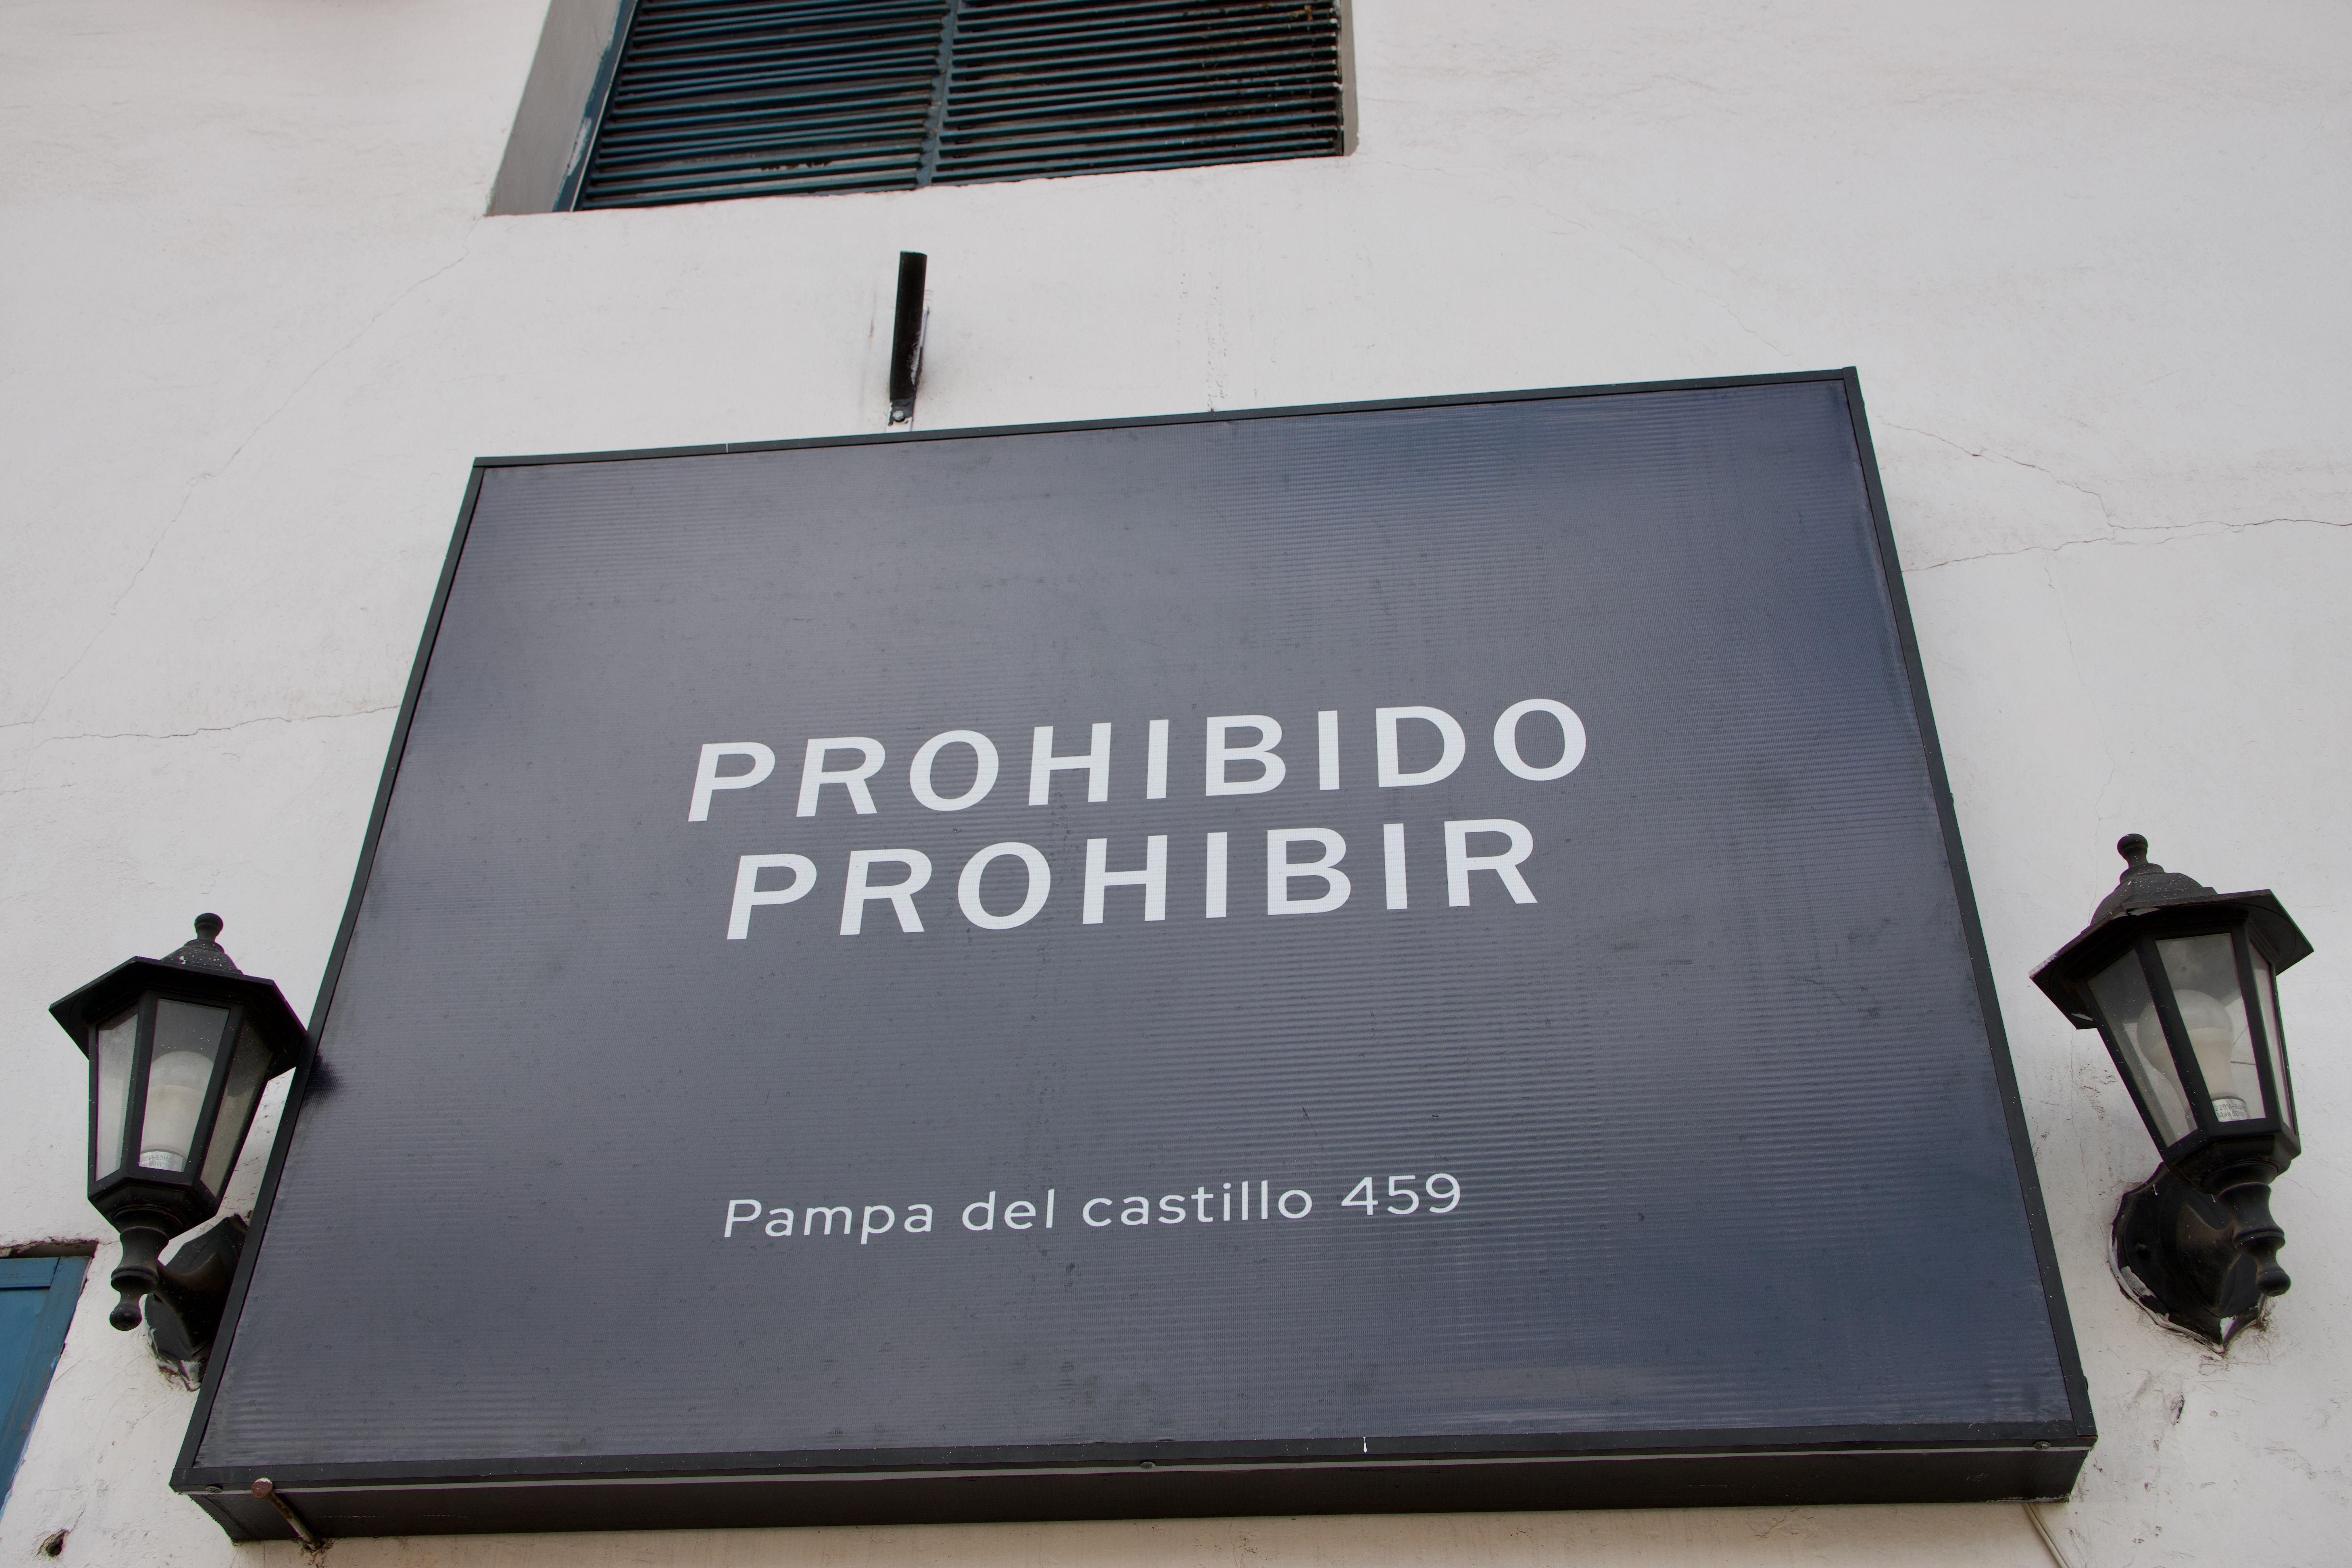 PROHIBIDO
PROHIBIR
Pampa del castillo 459